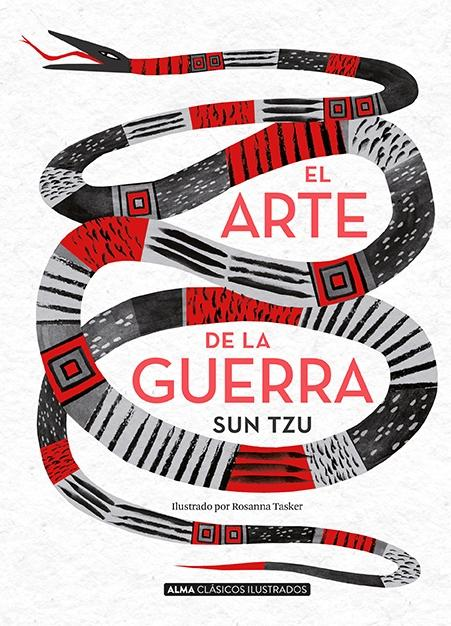 EL
ARTE
DE LA
GUERRA
SUN TZU
Ilustrado por Rosanna Tasker
ALMA CLÁSICOS ILUSTRADOS